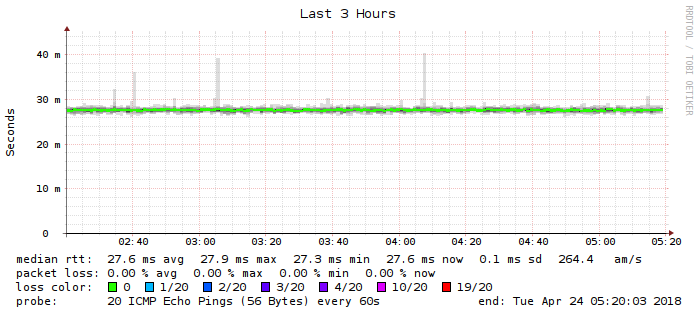 Last 3 Hours
RRDTOOL / TOBI OETIKER
Seconds
40 m
30 m
20 m
10 m
0
02:40 03:00 03:20 03:40 04:00 04:20 04:40 05:00 05:20
median rtt: 27.6 ms avg 27.9 ms max 27.3 ms min 27.6 ms now 0.1 ms sd 264.4 am/s
packet loss: 0.00 % avg 0.00 % max 0.00 % min 0.00 % now
loss color: 0 1/20 2/20 3/20 4/20 10/20 19/20
probe: 20 ICMP Echo Pings (56 Bytes) every 60s end: Tue Apr 24 05:20:03 2018